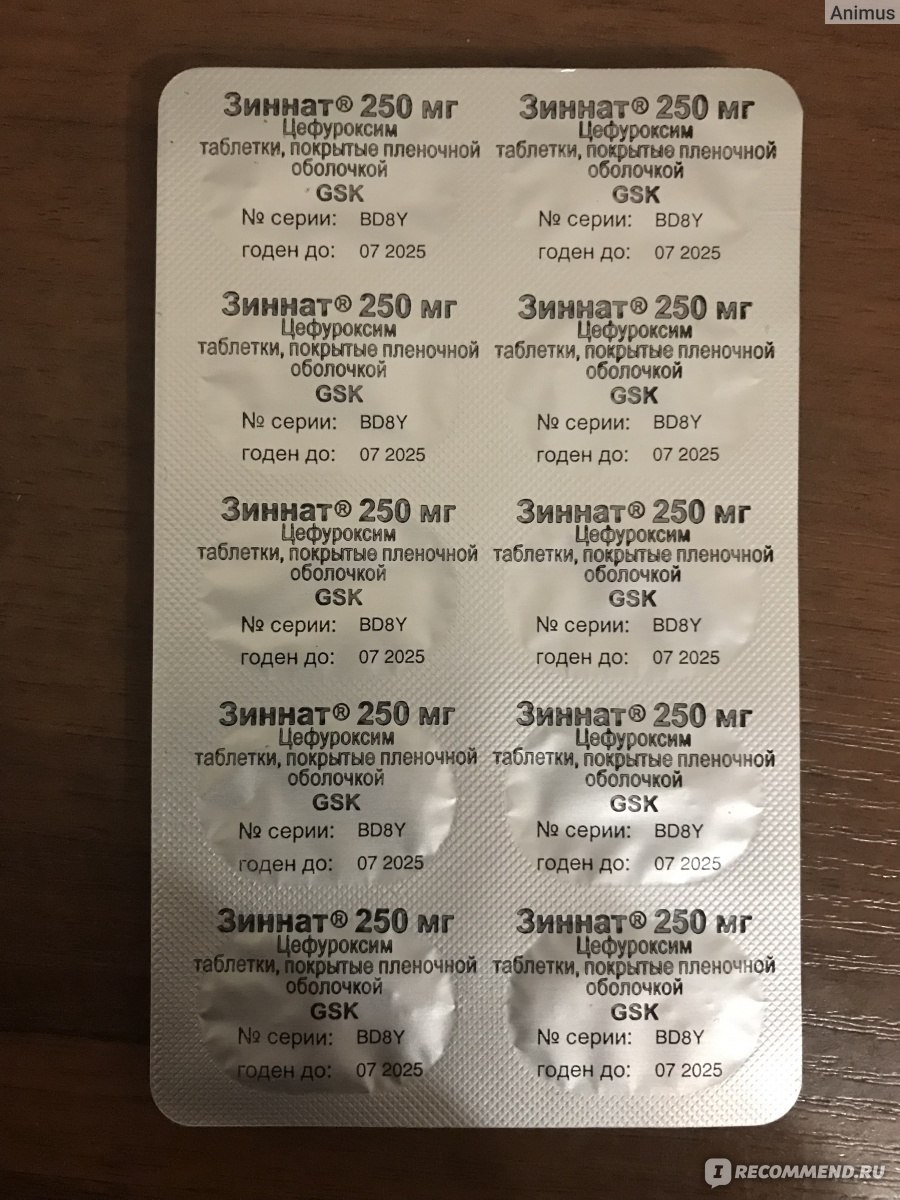 Animus
Зиннат® 250 мг
Цефуроксим
таблетки, покрытые пленочной
оболочкой
GSK
№ серии: BD8Y
годен до: 07 2025
Зиннат® 250 мг
Цефуроксим
таблетки, покрытые пленочной
оболочкой
GSK
№ серии: BD8Y
годен до: 07 2025
Зиннат® 250 мг
Цефуроксим
таблетки, покрытые пленочной
оболочкой
GSK
№ серии: BD8Y
годен до: 07 2025
Зиннат® 250 мг
Цефуроксим
таблетки, покрытые пленочной
оболочкой
GSK
№ серии: BD8Y
годен до: 07 2025
Зиннат® 250 мг
Цефуроксим
таблетки, покрытые пленочной
оболочкой
GSK
№ серии: BD8Y
годен до: 07 2025
Зиннат® 250 мг
Цефуроксим
таблетки, покрытые пленочной
оболочкой
GSK
№ серии: BD8Y
годен до: 07 2025
Зиннат® 250 мг
Цефуроксим
таблетки, покрытые пленочной
оболочкой
GSK
№ серии: BD8Y
годен до: 07 2025
Зиннат® 250 мг
Цефуроксим
таблетки, покрытые пленочной
оболочкой
GSK
№ серии: BD8Y
годен до: 07 2025
Зиннат® 250 мг
Цефуроксим
таблетки, покрытые пленочной
оболочкой
GSK
№ серии: BD8Y
годен до: 07 2025
Зиннат® 250 мг
Цефуроксим
таблетки, покрытые пленочной
оболочкой
GSK
№ серии: BD8Y
годен до: 07 2025
I RECOMMEND.RU